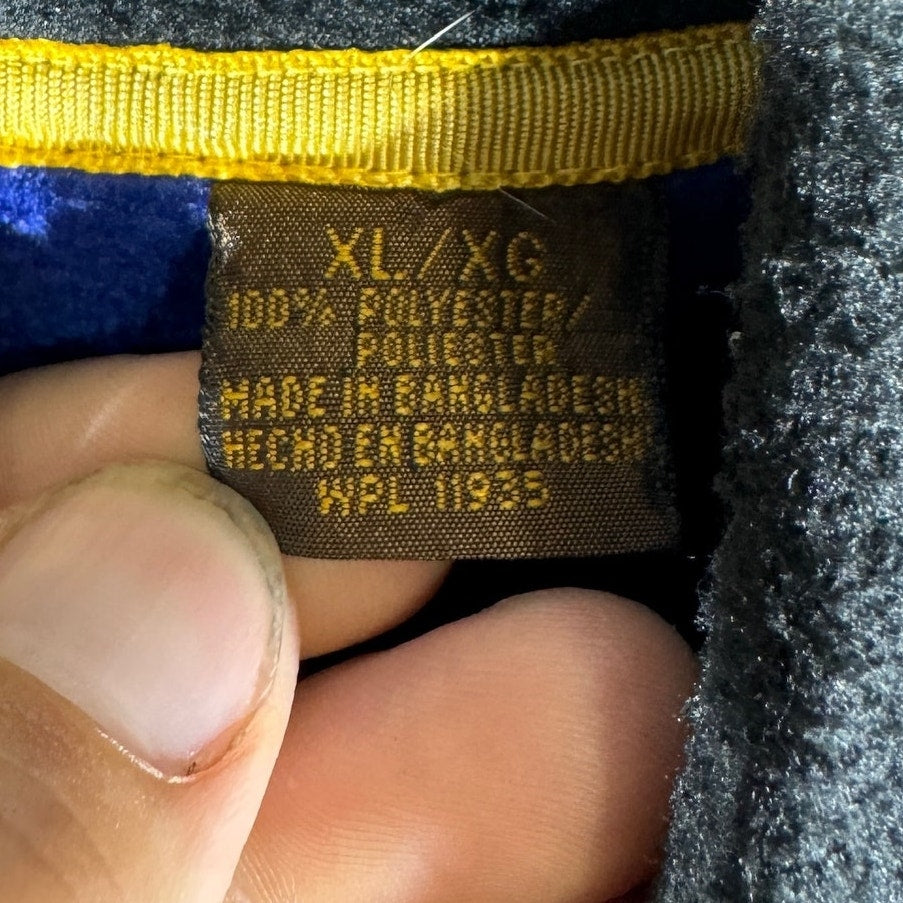 XL/XG
100% POLYESTER/
POLIESTER
MADE IN BANGLADESH
HECHO EN BANGLADESH
WPL 11935